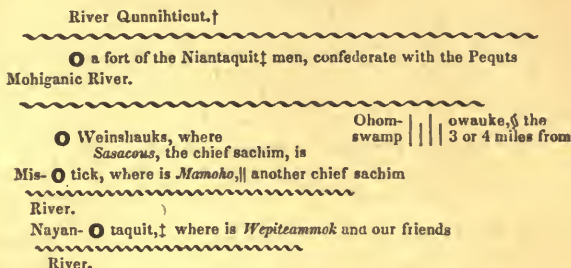 River Qunnihticut.†
O a fort of the Niantaquit‡ men, confederate with the Pequts
Mohiganic River.
Ohom- |||| owauke,§ the
O Weinshauks, where swamp |||| 3 or 4 miles from
Sasacous, the chief sachim, is
Mis- O tick, where is Mamoho,|| another chief sachim
River.
Nayan- O taquit,‡ where is Wepiteammok and our friends
River.